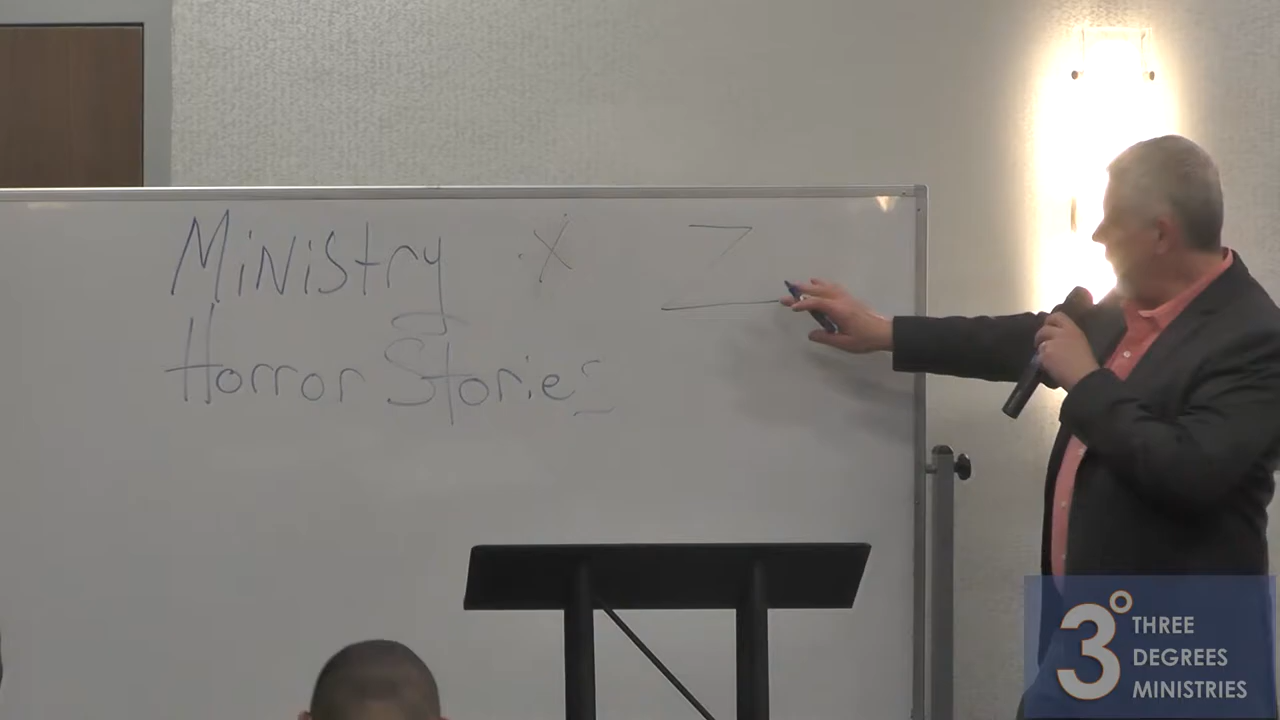 Ministry X Z
Horror Stories
3°
THREE
DEGREES
MINISTRIES